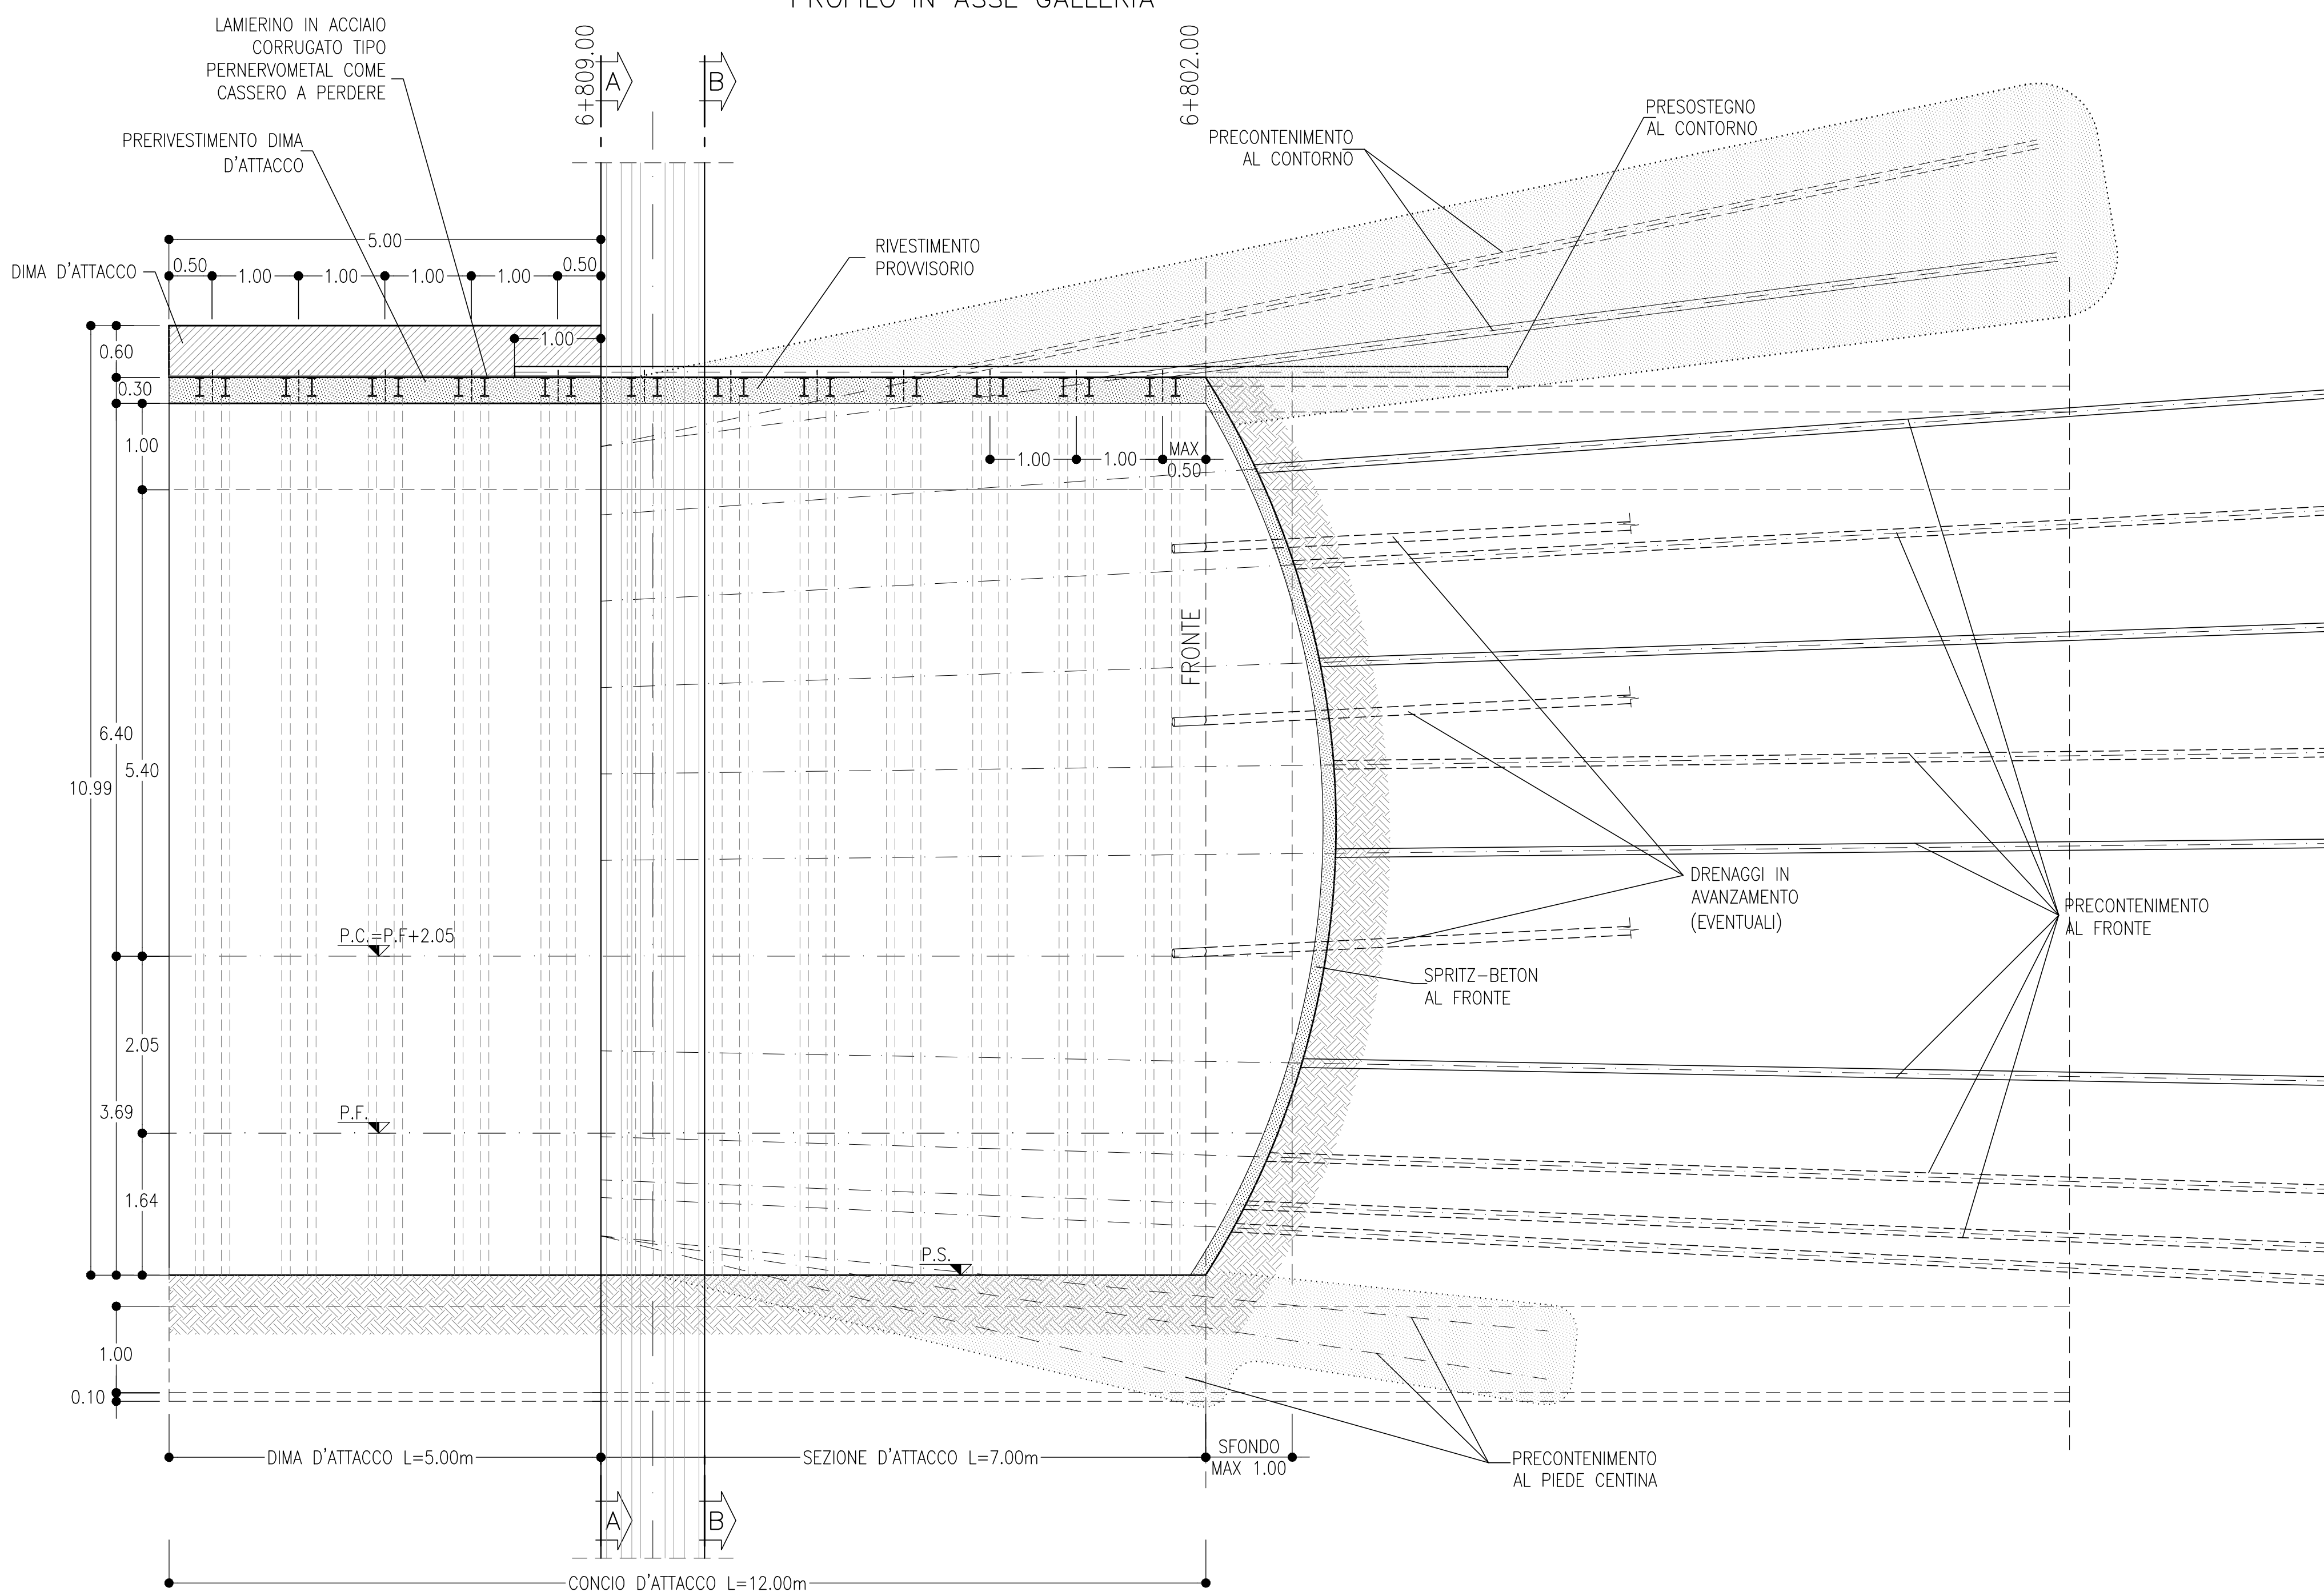 PROFILO IN ASSE GALLERIA
LAMIERINO IN ACCIAIO
CORRUGATO TIPO
PERNERVOMETAL COME
CASSERO A PERDERE
PRERIVESTIMENTO DIMA
D'ATTACCO
DIMA D'ATTACCO
6+809.00
A
B
6+802.00
PRECONTENIMENTO
AL CONTORNO
PRESOSTEGNO
AL CONTORNO
RIVESTIMENTO
PROVVISORIO
5.00
0.50
1.00
1.00
1.00
1.00
0.50
1.00
0.60
0.30
1.00
6.40
5.40
10.99
2.05
3.69
1.64
1.00
0.10
1.00
1.00
MAX
0.50
FRONTE
P.C.=P.F+2.05
P.F.
P.S.
DRENAGGI IN
AVANZAMENTO
(EVENTUALI)
PRECONTENIMENTO
AL FRONTE
SPRITZ-BETON
AL FRONTE
DIMA D'ATTACCO L=5.00m
SEZIONE D'ATTACCO L=7.00m
SFONDO
MAX 1.00
PRECONTENIMENTO
AL PIEDE CENTINA
A
B
CONCIO D'ATTACCO L=12.00m